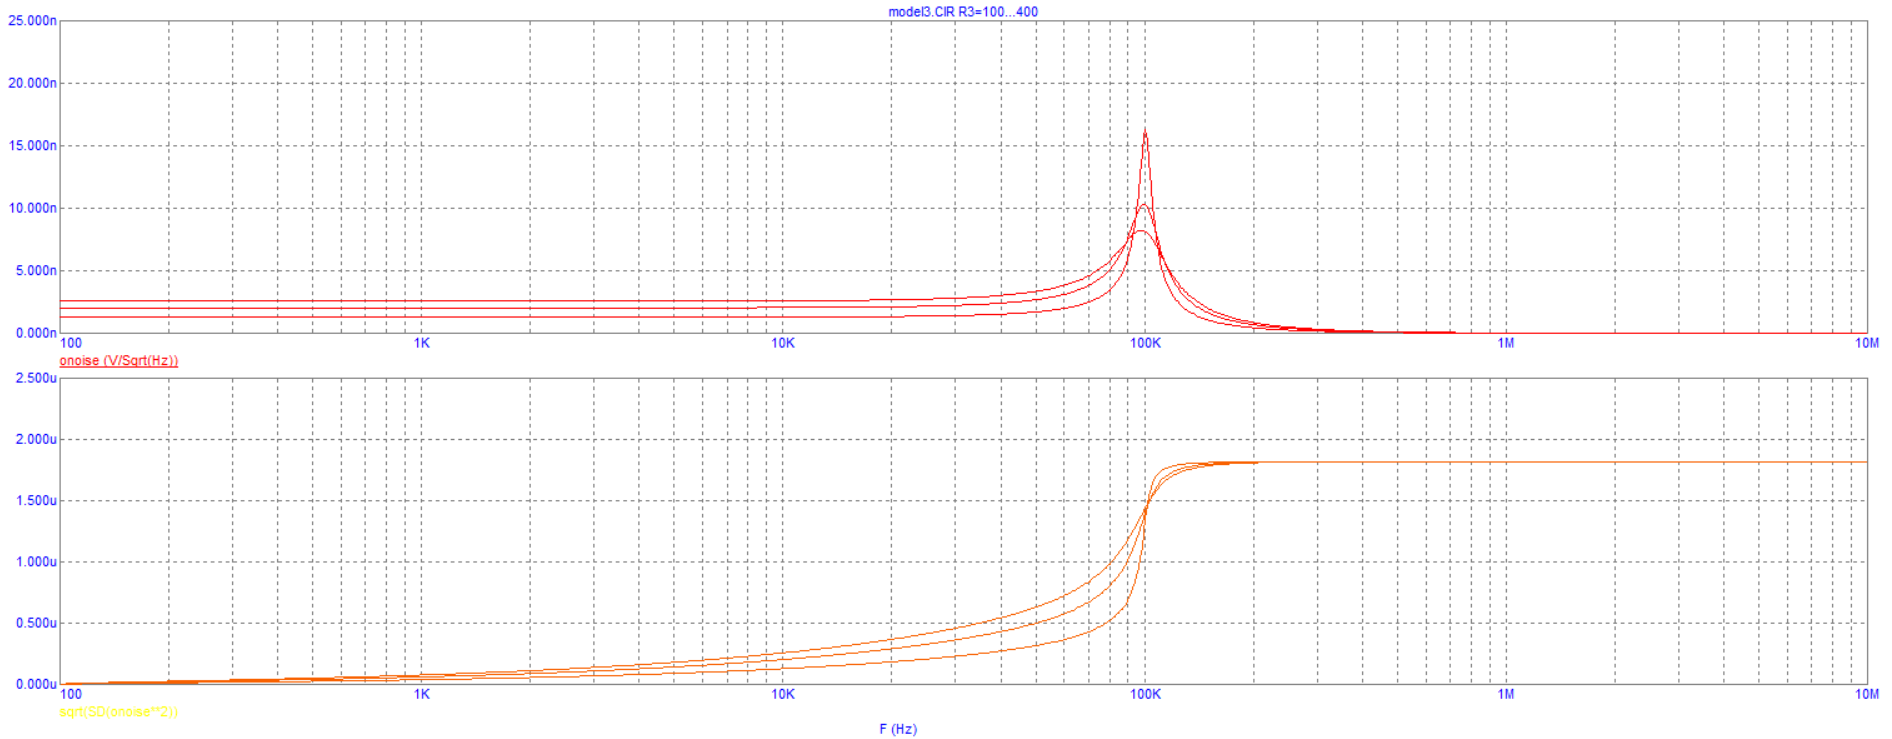 model3.CIR R3=100...400
25.000n
20.000n
15.000n
10.000n
5.000n
0.000n
100 1K 10K 100K 1M 10M
onoise (V/Sqrt(Hz))
2.500u
2.000u
1.500u
1.000u
0.500u
0.000u
100 1K 10K 100K 1M 10M
sqrt(SD(onoise**2))
F (Hz)